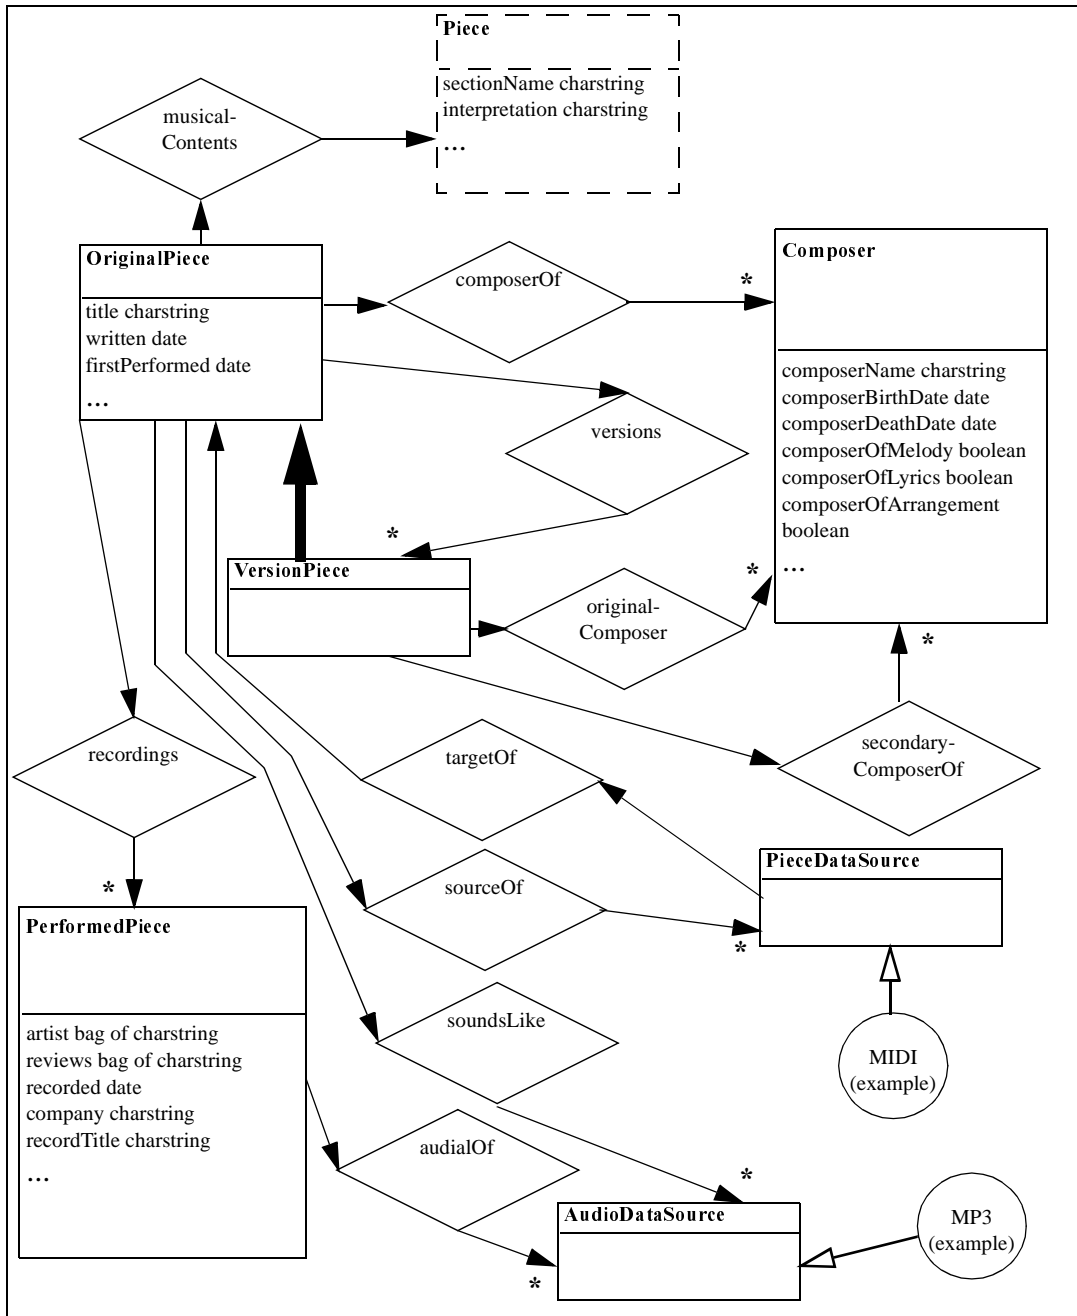 Piece
sectionName charstring
interpretation charstring
...
musical-
Contents
OriginalPiece
title charstring
written date
firstPerformed date
...
composerOf
*
Composer
composerName charstring
composerBirthDate date
composerDeathDate date
composerOfMelody boolean
composerOfLyrics boolean
composerOfArrangement
boolean
...
versions
*
VersionPiece
original-
Composer
*
*
secondary-
ComposerOf
recordings
*
targetOf
sourceOf
*
PieceDataSource
PerformedPiece
artist bag of charstring
reviews bag of charstring
recorded date
company charstring
recordTitle charstring
...
soundsLike
*
MIDI
(example)
audialOf
*
AudioDataSource
MP3
(example)